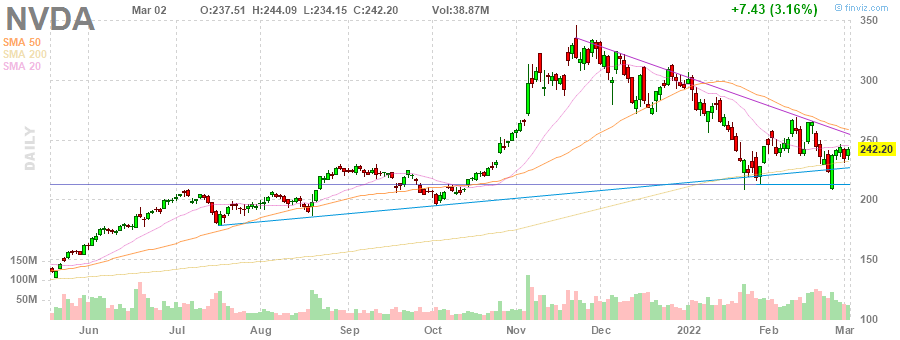 NVDA Mar 02 O:237.51 H:244.09 L:234.15 C:242.20 Vol:38.87M +7.43 (3.16%) © finviz.com
SMA 50
SMA 200
SMA 20
DAILY
350
300
250
242.20
200
150
100
150M
100M
50M
Jun Jul Aug Sep Oct Nov Dec 2022 Feb Mar